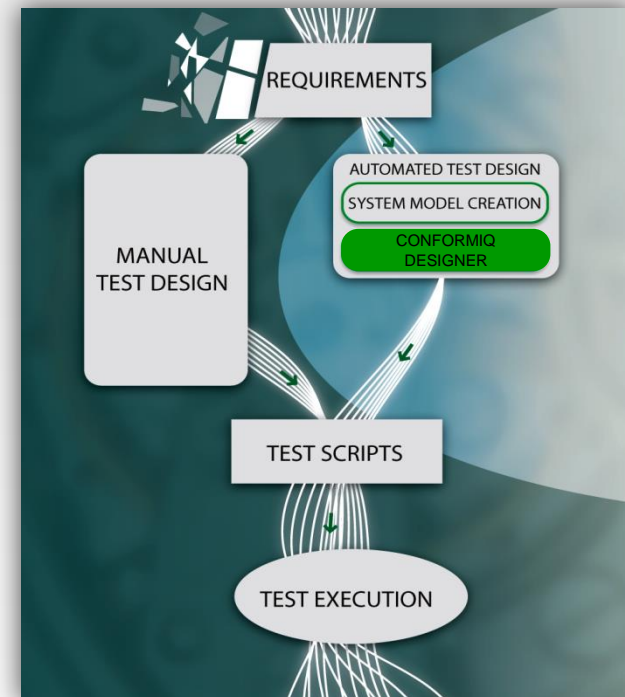 REQUIREMENTS
MANUAL
TEST DESIGN
AUTOMATED TEST DESIGN
SYSTEM MODEL CREATION
CONFORMIQ
DESIGNER
TEST SCRIPTS
TEST EXECUTION